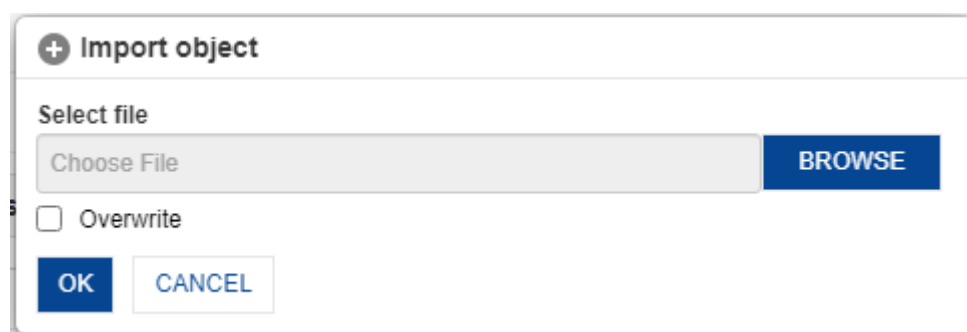 Import object
Select file
Choose File BROWSE
Overwrite
OK CANCEL